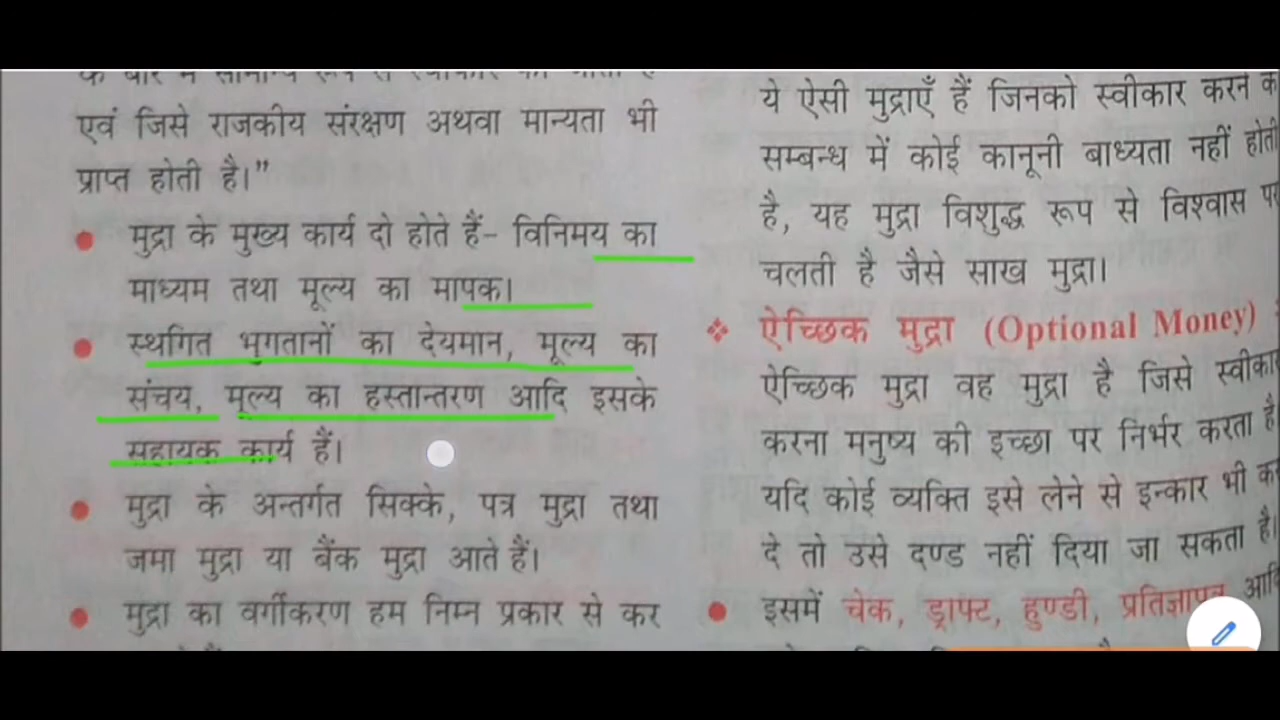 एवं जिसे राजकीय संरक्षण अथवा मान्यता भी
प्राप्त होती है।”
• मुद्रा के मुख्य कार्य दो होते हैं- विनिमय का
माध्यम तथा मूल्य का मापक।
• स्थगित भुगतानों का देयमान, मूल्य का
संचय, मूल्य का हस्तान्तरण आदि इसके
सहायक कार्य हैं।
• मुद्रा के अन्तर्गत सिक्के, पत्र मुद्रा तथा
जमा मुद्रा या बैंक मुद्रा आते हैं।
• मुद्रा का वर्गीकरण हम निम्न प्रकार से कर
ये ऐसी मुद्राएँ हैं जिनको स्वीकार करने
सम्बन्ध में कोई कानूनी बाध्यता नहीं होती
है, यह मुद्रा विशुद्ध रूप से विश्वास पर
चलती है जैसे साख मुद्रा।
❖ ऐच्छिक मुद्रा (Optional Money)
ऐच्छिक मुद्रा वह मुद्रा है जिसे स्वीकार
करना मनुष्य की इच्छा पर निर्भर करता है
यदि कोई व्यक्ति इसे लेने से इन्कार भी
दे तो उसे दण्ड नहीं दिया जा सकता है।
• इसमें चेक, ड्राफ्ट, हुण्डी, प्रतिज्ञापत्र आदि